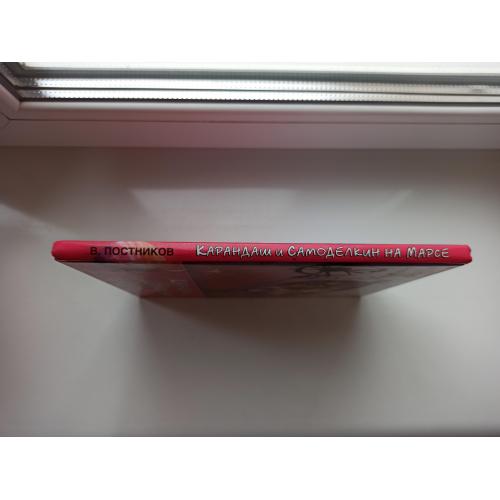 В. ПОСТНИКОВ КАРАНДАШ И САМОДЕЛКИН НА МАРСЕ